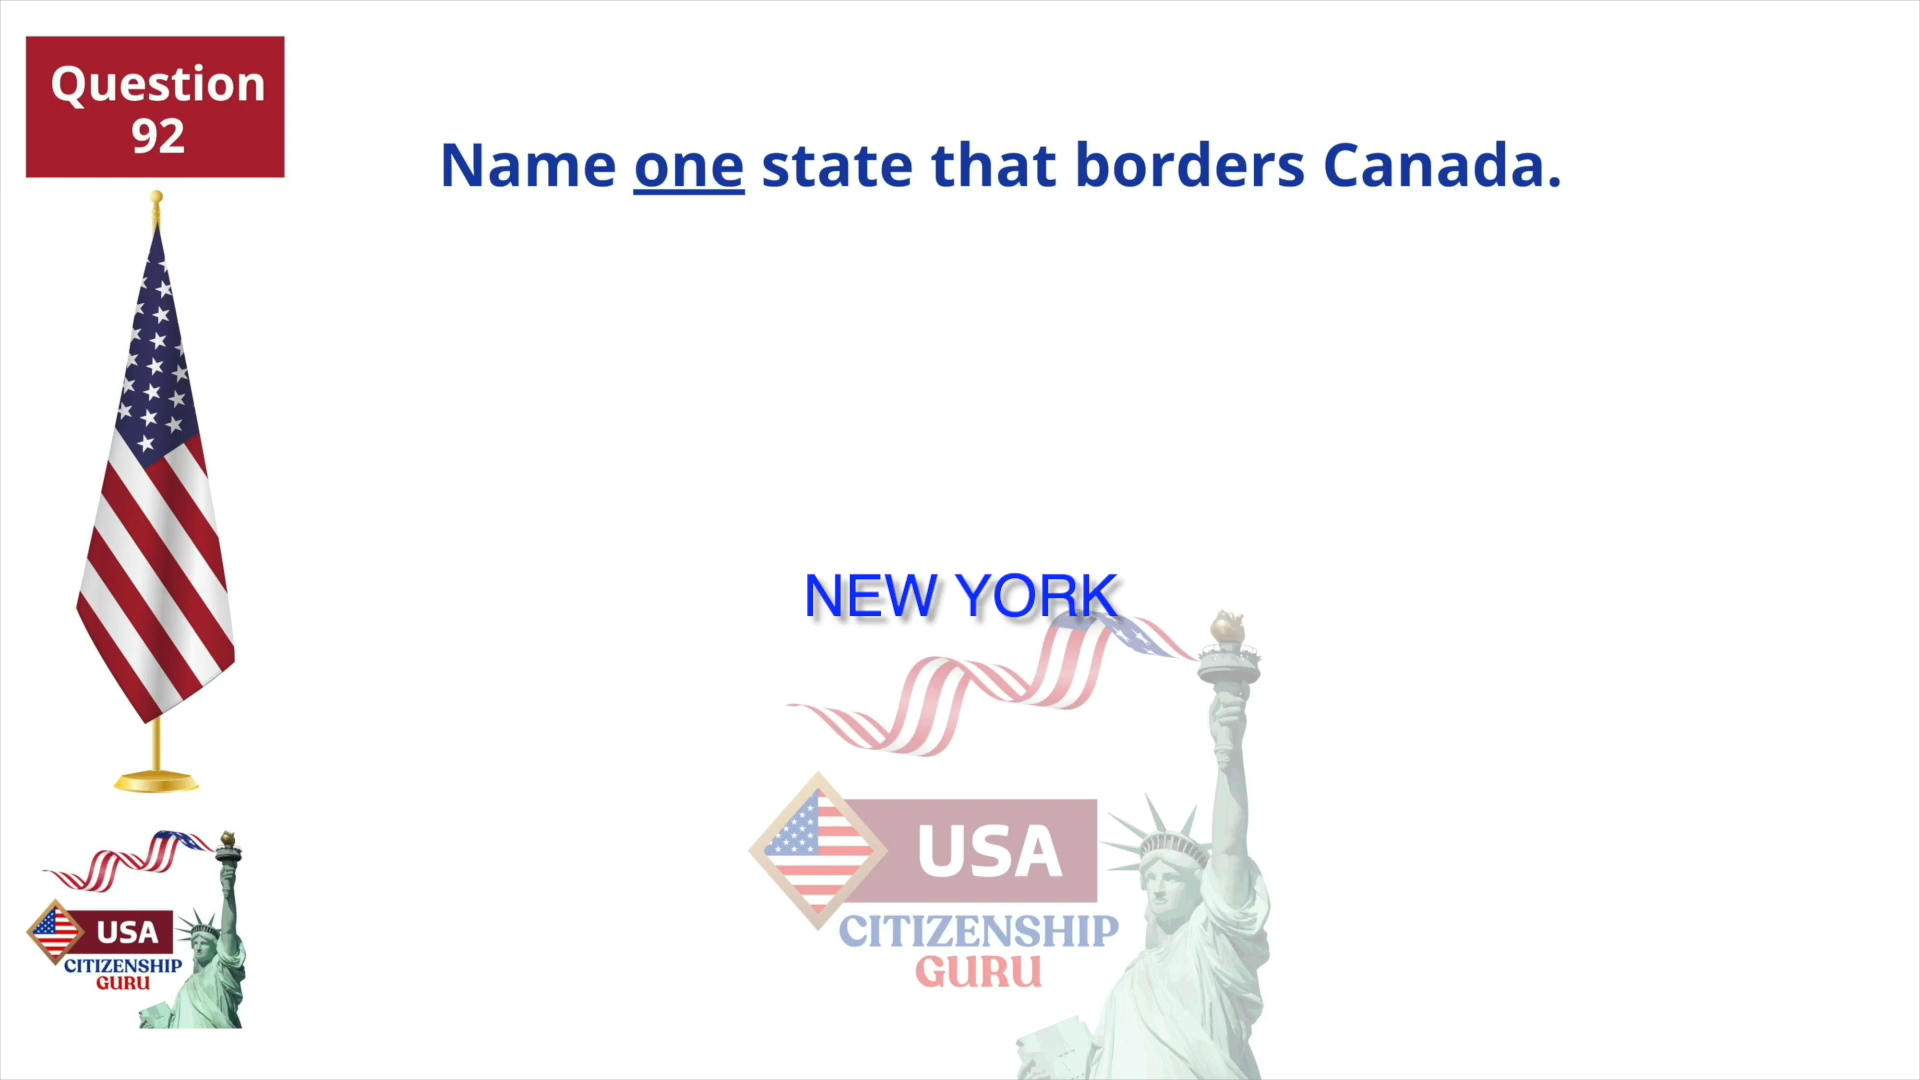 Question
92
Name one state that borders Canada.
NEW YORK
USA
CITIZENSHIP
GURU
USA
CITIZENSHIP
GURU